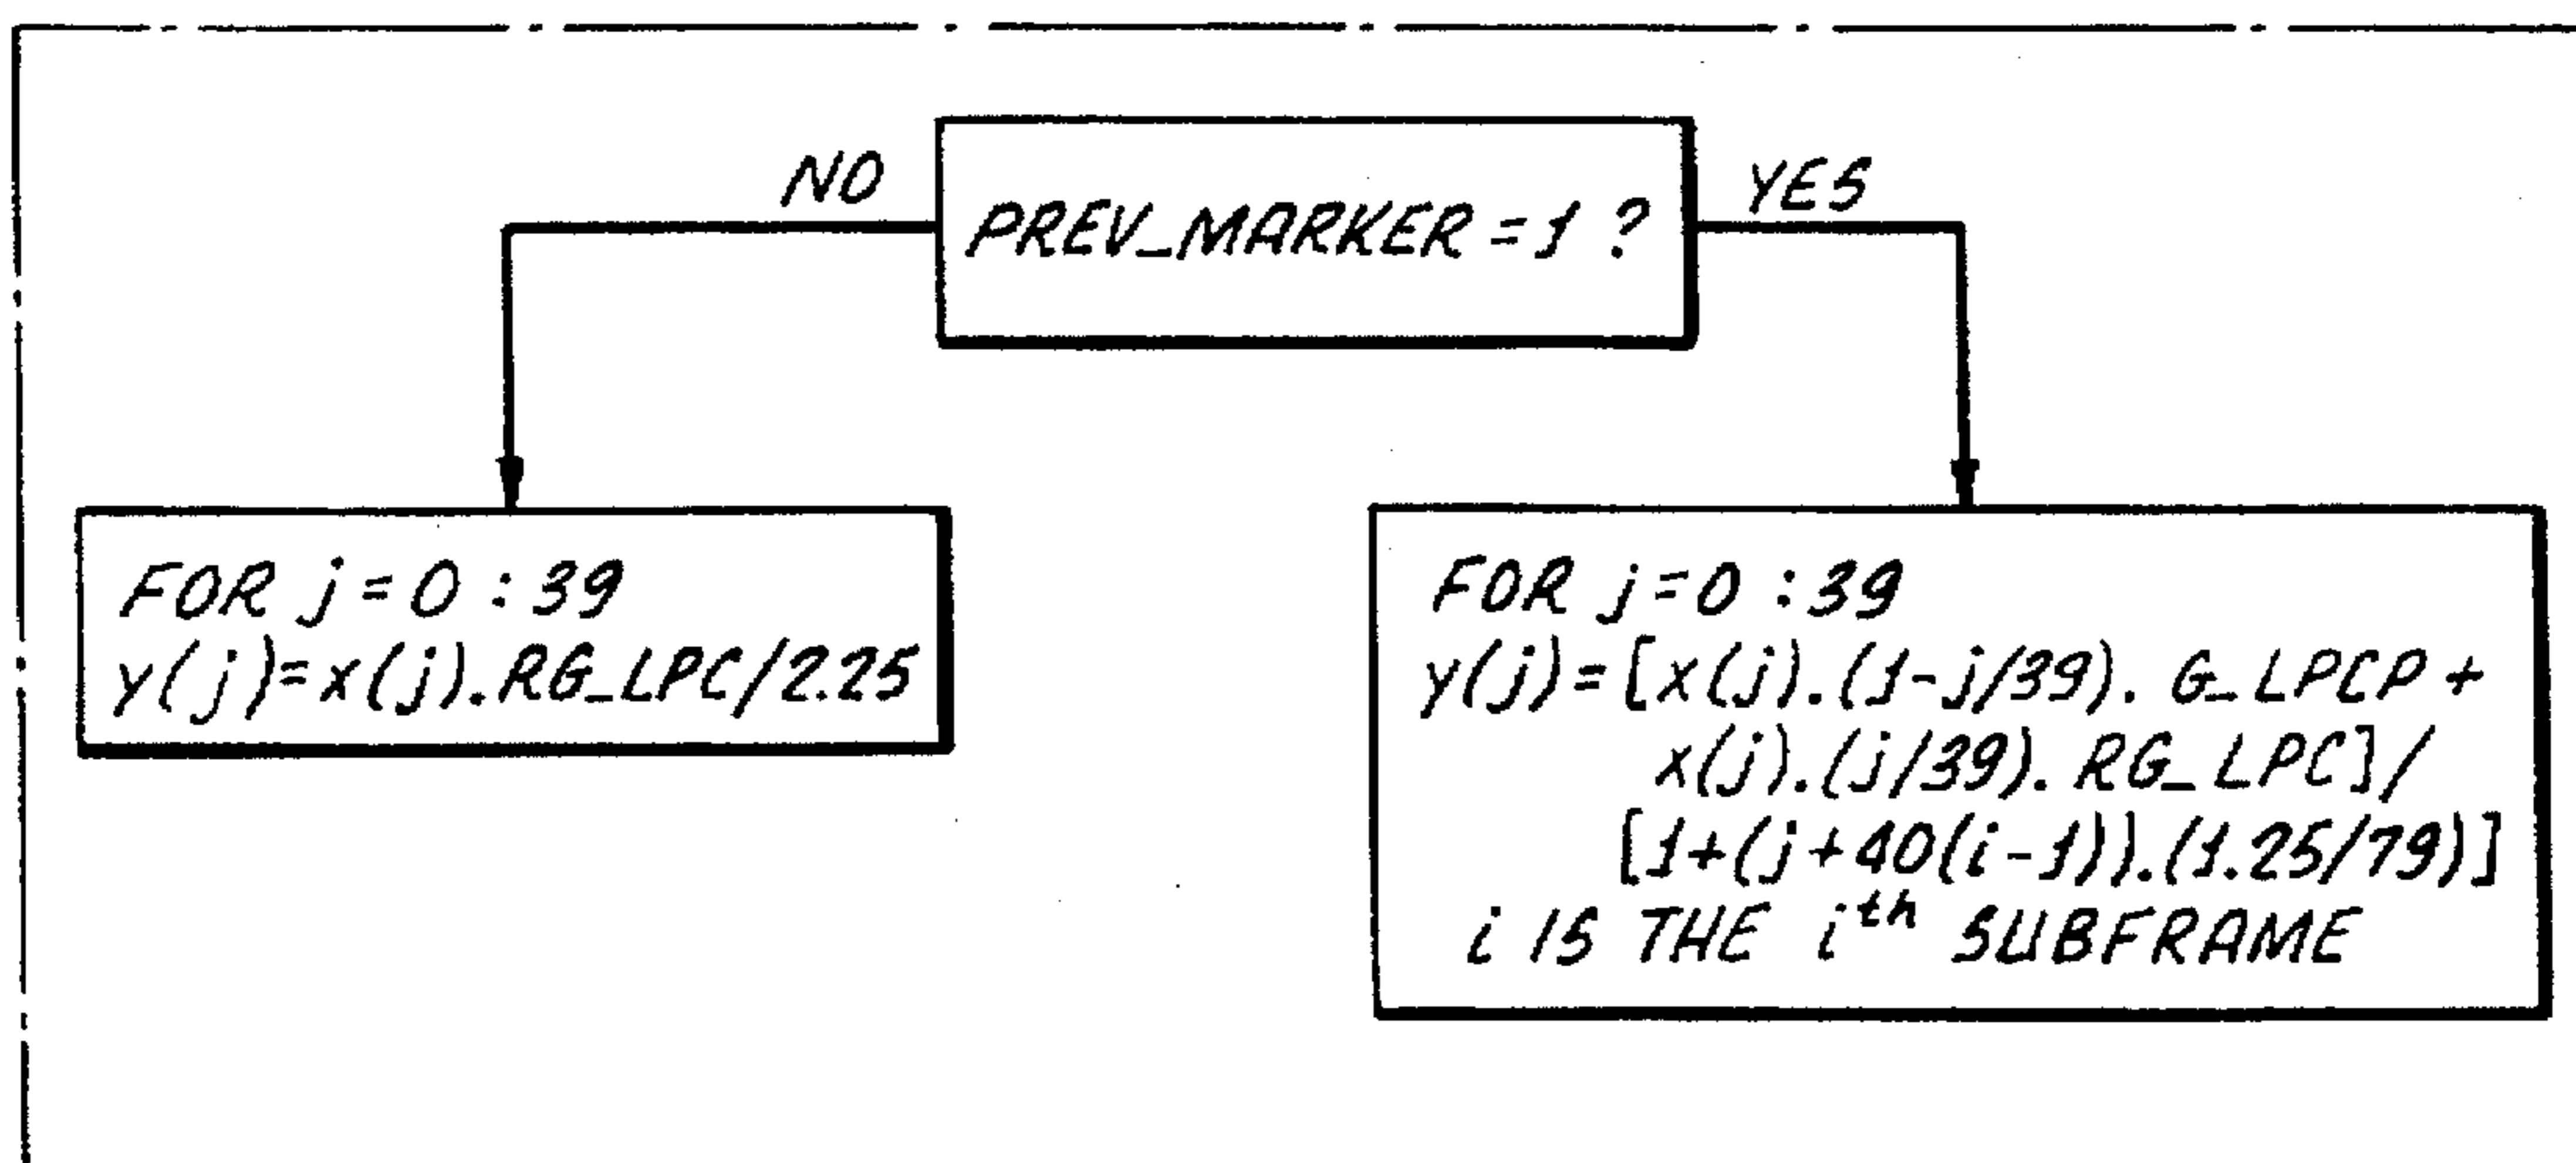 NO
PREV_MARKER = 1 ?
YES
FOR j = 0 : 39
y(j)= x(j). RG_LPC/2.25
FOR j = 0 : 39
y(j) = [x(j).(1-j/39). G_LPCP +
x(j).(j/39). RG_LPC]/
[1+(j+40(i-1)).(1.25/79)]
i IS THE i^th SUBFRAME